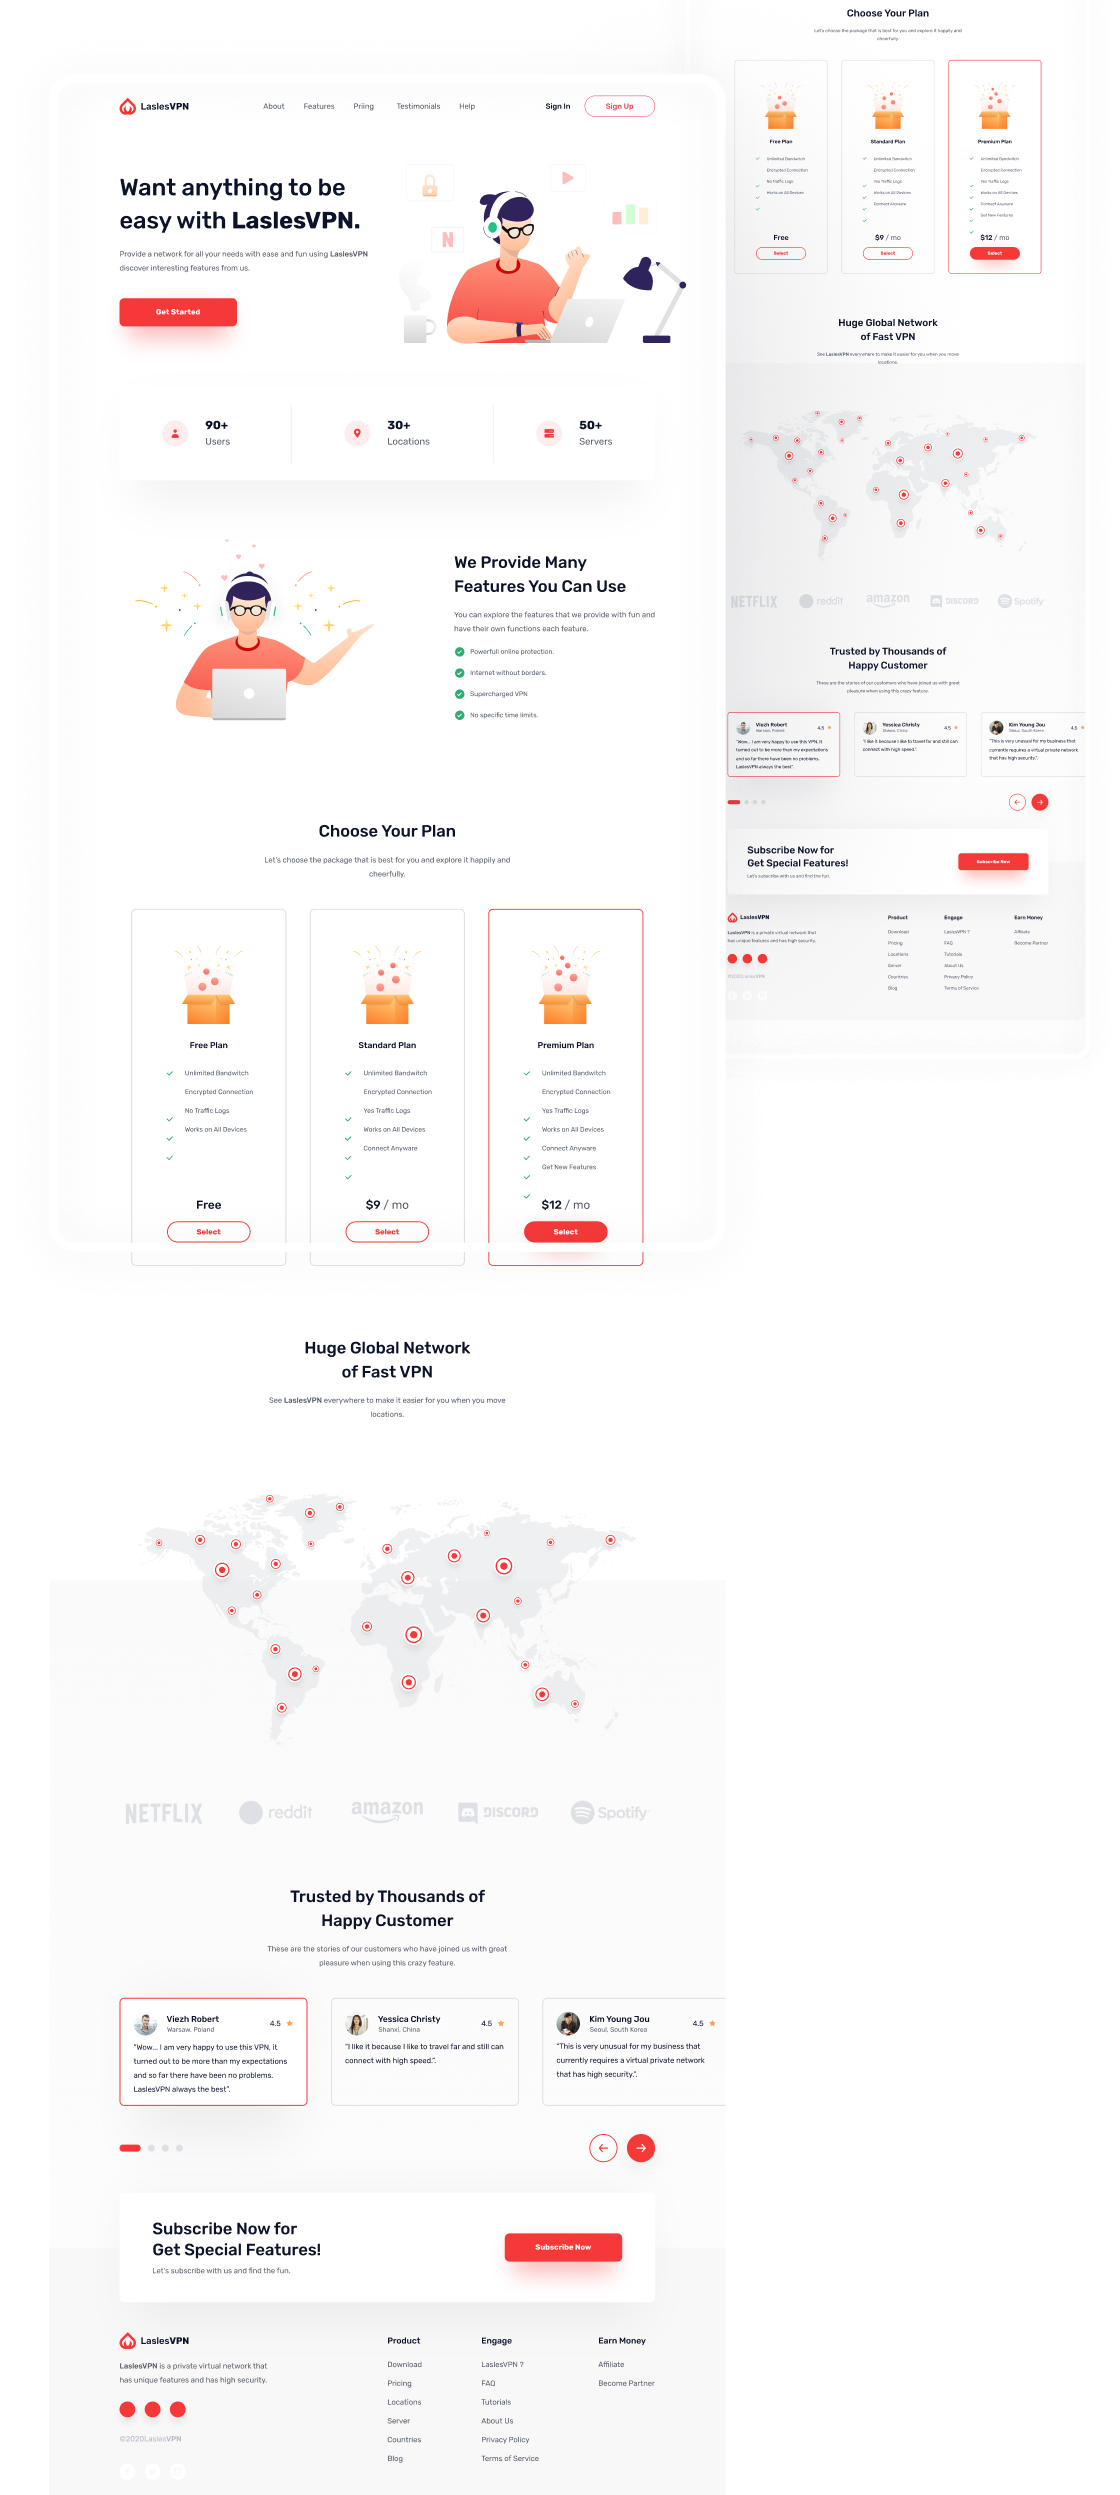 LaslesVPN
About
Features
Priing
Testimonials
Help
Sign In
Sign Up
Want anything to be
easy with LaslesVPN.
Provide a network for all your needs with ease and fun using LaslesVPN
discover interesting features from us.
Get Started
N
90+
Users
30+
Locations
50+
Servers
We Provide Many
Features You Can Use
You can explore the features that we provide with fun and
have their own functions each feature.
Powerfull online protection.
Internet without borders.
Supercharged VPN
No specific time limits.
Choose Your Plan
Let's choose the package that is best for you and explore it happily and
cheerfully.
Free Plan
Unlimited Bandwitch
Encrypted Connection
No Traffic Logs
Works on All Devices
Free
Select
Standard Plan
Unlimited Bandwitch
Encrypted Connection
Yes Traffic Logs
Works on All Devices
Connect Anyware
$9 / mo
Select
Premium Plan
Unlimited Bandwitch
Encrypted Connection
Yes Traffic Logs
Works on All Devices
Connect Anyware
Get New Features
$12 / mo
Select
Huge Global Network
of Fast VPN
See LaslesVPN everywhere to make it easier for you when you move
locations.
NETFLIX
reddit
amazon
DISCORD
Spotify
Trusted by Thousands of
Happy Customer
These are the stories of our customers who have joined us with great
pleasure when using this crazy feature.
Viezh Robert
Warsaw, Poland
4.5
"Wow... I am very happy to use this VPN, it
turned out to be more than my expectations
and so far there have been no problems.
LaslesVPN always the best".
Yessica Christy
Shanxi, China
4.5
"I like it because I like to travel far and still can
connect with high speed.".
Kim Young Jou
Seoul, South Korea
4.5
"This is very unusual for my business that
currently requires a virtual private network
that has high security.".
Subscribe Now for
Get Special Features!
Let's subscribe with us and find the fun.
Subscribe Now
LaslesVPN
LaslesVPN is a private virtual network that
has unique features and has high security.
©2020LaslesVPN
Product
Download
Pricing
Locations
Server
Countries
Blog
Engage
LaslesVPN ?
FAQ
Tutorials
About Us
Privacy Policy
Terms of Service
Earn Money
Affiliate
Become Partner
Choose Your Plan
Let's choose the package that is best for you and explore it happily and
cheerfully.
Free Plan
Unlimited Bandwitch
Encrypted Connection
No Traffic Logs
Works on All Devices
Free
Select
Standard Plan
Unlimited Bandwitch
Encrypted Connection
Yes Traffic Logs
Works on All Devices
Connect Anyware
$9 / mo
Select
Premium Plan
Unlimited Bandwitch
Encrypted Connection
Yes Traffic Logs
Works on All Devices
Connect Anyware
Get New Features
$12 / mo
Select
Huge Global Network
of Fast VPN
See LaslesVPN everywhere to make it easier for you when you move
locations.
NETFLIX
reddit
amazon
DISCORD
Spotify
Trusted by Thousands of
Happy Customer
These are the stories of our customers who have joined us with great
pleasure when using this crazy feature.
Viezh Robert
Warsaw, Poland
4.5
"Wow... I am very happy to use this VPN, it
turned out to be more than my expectations
and so far there have been no problems.
LaslesVPN always the best".
Yessica Christy
Shanxi, China
4.5
"I like it because I like to travel far and still can
connect with high speed.".
Kim Young Jou
Seoul, South Korea
4.5
"This is very unusual for my business that
currently requires a virtual private network
that has high security.".
Subscribe Now for
Get Special Features!
Let's subscribe with us and find the fun.
Subscribe Now
LaslesVPN
LaslesVPN is a private virtual network that
has unique features and has high security.
©2020LaslesVPN
Product
Download
Pricing
Locations
Server
Countries
Blog
Engage
LaslesVPN ?
FAQ
Tutorials
About Us
Privacy Policy
Terms of Service
Earn Money
Affiliate
Become Partner